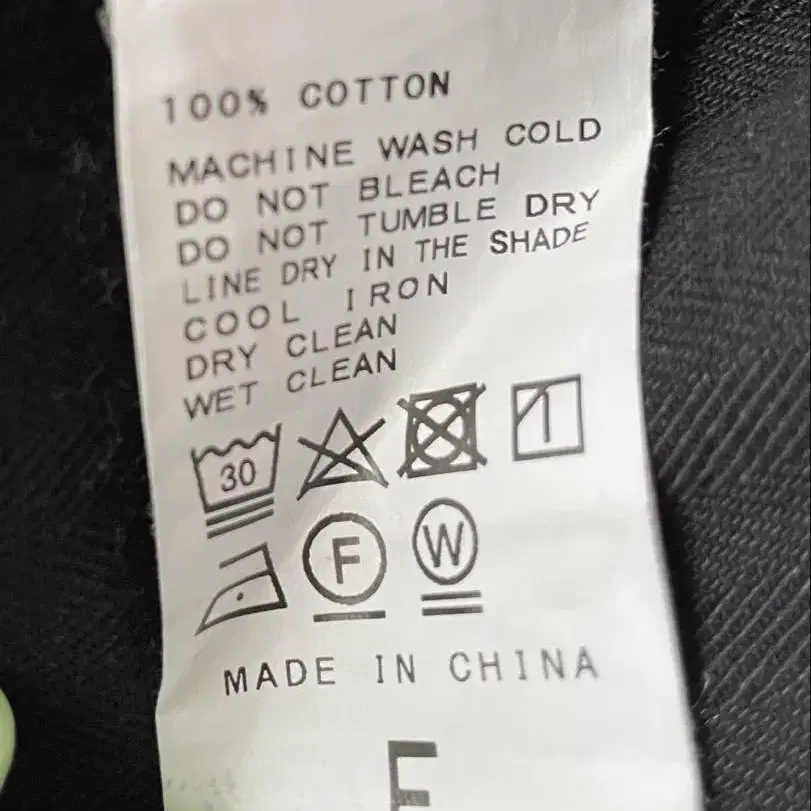 100% COTTON
MACHINE WASH COLD
DO NOT BLEACH
DO NOT TUMBLE DRY
LINE DRY IN THE SHADE
COOL IRON
DRY CLEAN
WET CLEAN
30
F W
MADE IN CHINA
F